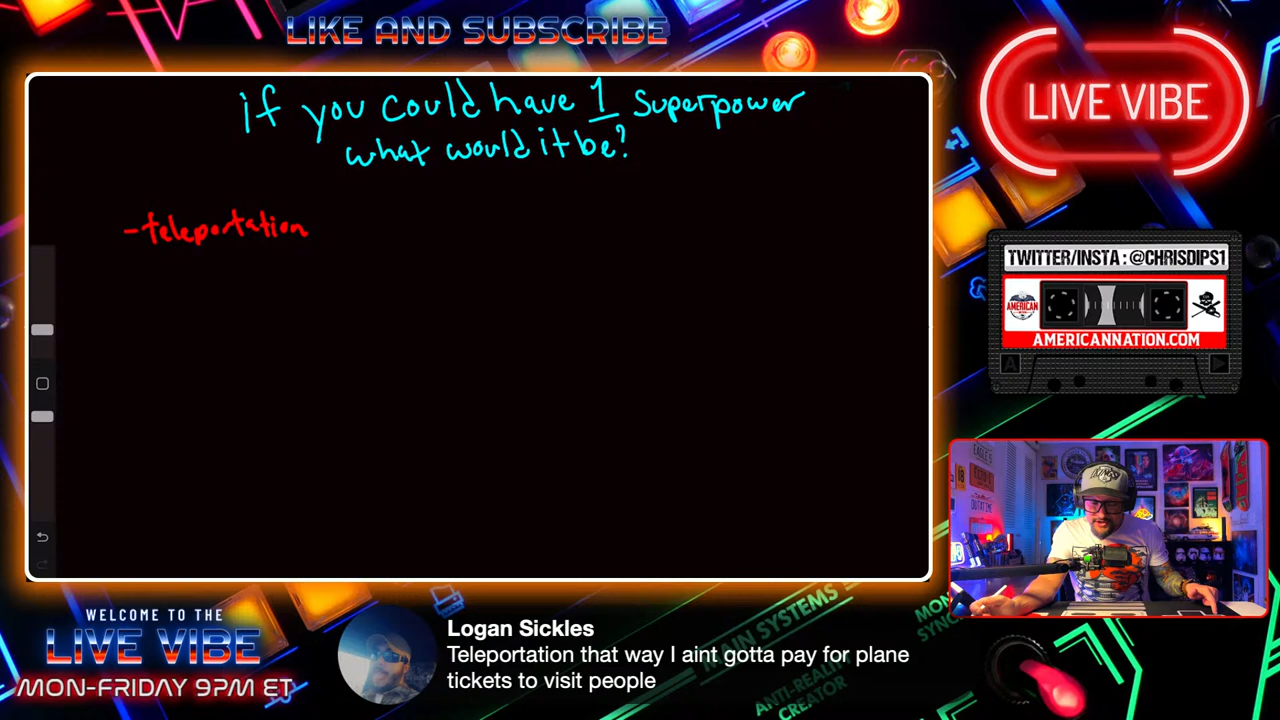 LIKE AND SUBSCRIBE
LIVE VIBE
if you could have 1 superpower
what would it be?
-teleportation
TWITTER/INSTA : @CHRISDIPS1
AMERICAN
AMERICANNATION.COM
A
WELCOME TO THE
LIVE VIBE
MON-FRIDAY 9PM ET
Logan Sickles
Teleportation that way I aint gotta pay for plane
tickets to visit people
MAIN SYSTEMS
ANTI-REALITY
CREATOR